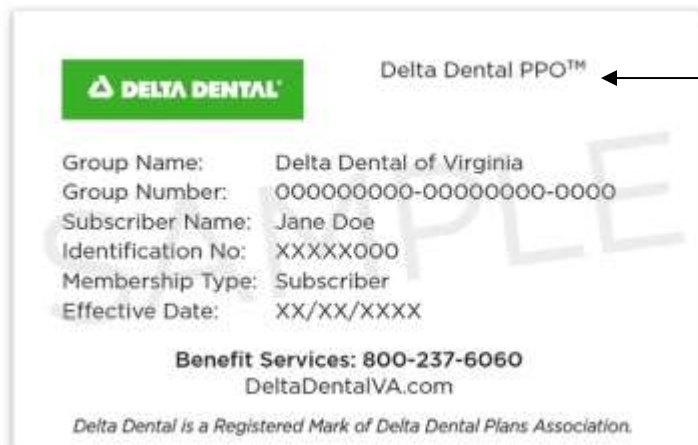 DELTA DENTAL®
Delta Dental PPO™
Group Name: Delta Dental of Virginia
Group Number: 000000000-00000000-0000
Subscriber Name: Jane Doe
Identification No: XXXXX000
Membership Type: Subscriber
Effective Date: XX/XX/XXXX
SAMPLE
Benefit Services: 800-237-6060
DeltaDentalVA.com
Delta Dental is a Registered Mark of Delta Dental Plans Association.